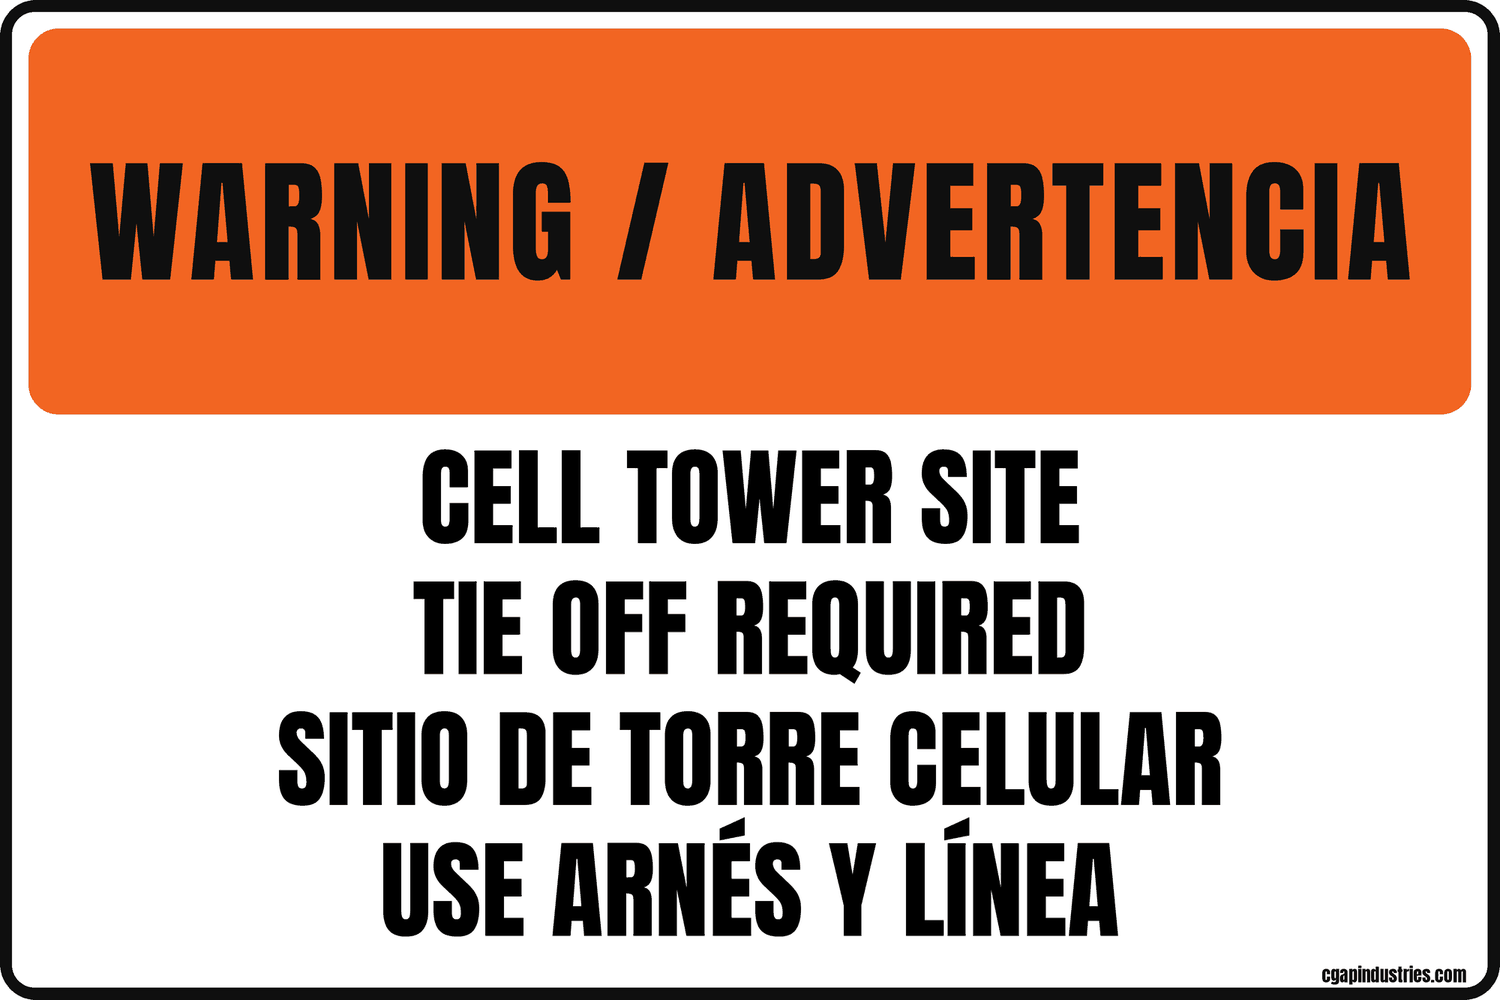 WARNING / ADVERTENCIA
CELL TOWER SITE
TIE OFF REQUIRED
SITIO DE TORRE CELULAR
USE ARNÉS Y LÍNEA
cgapindustries.com